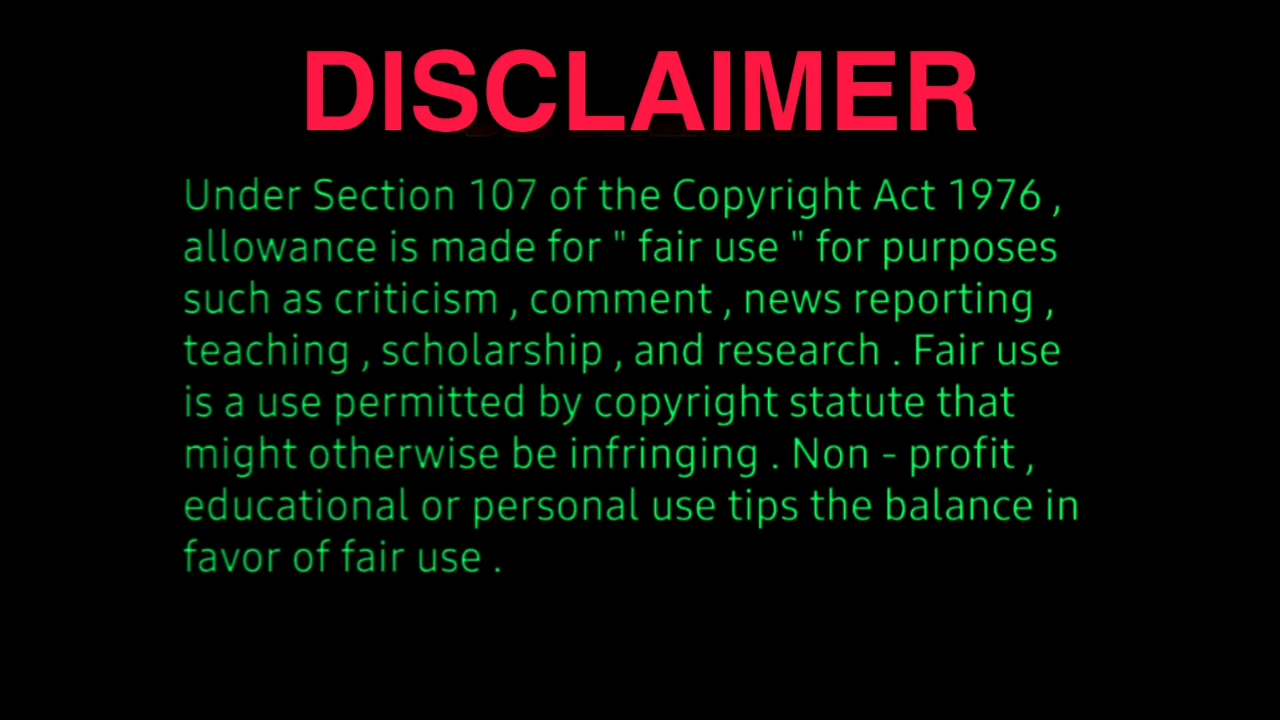 DISCLAIMER
Under Section 107 of the Copyright Act 1976 ,
allowance is made for " fair use " for purposes
such as criticism , comment , news reporting ,
teaching , scholarship , and research . Fair use
is a use permitted by copyright statute that
might otherwise be infringing . Non - profit ,
educational or personal use tips the balance in
favor of fair use .